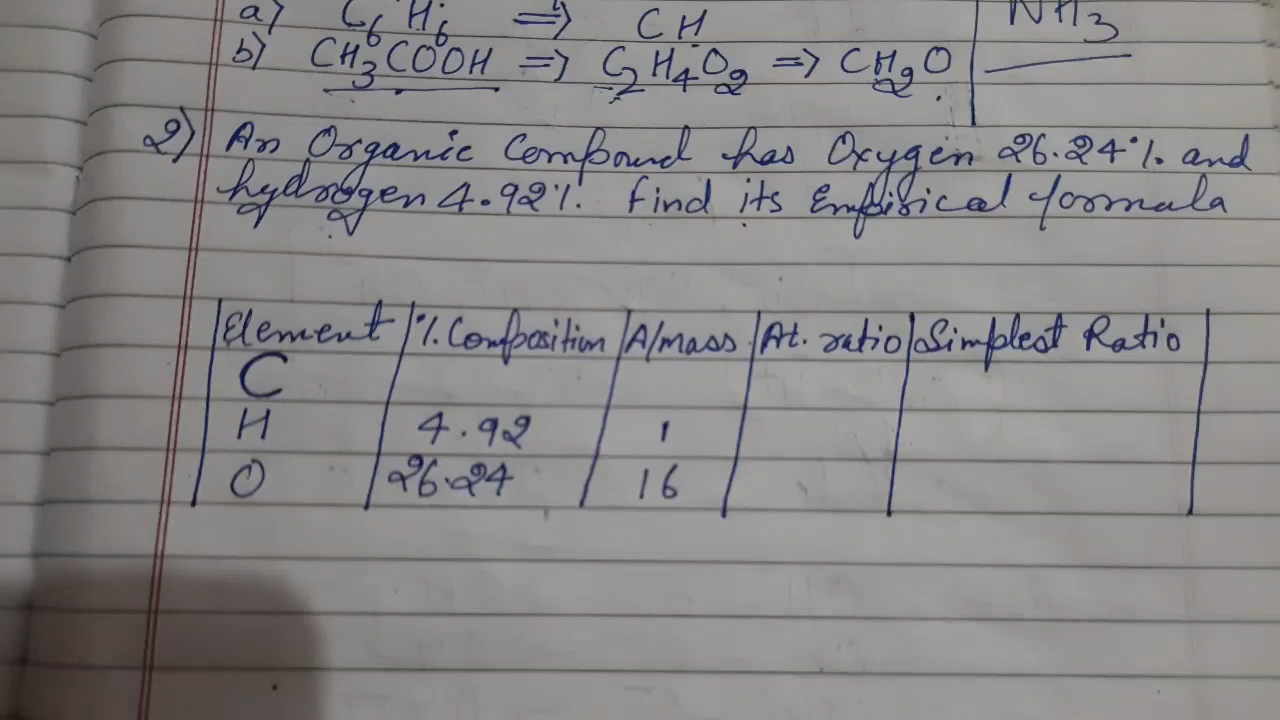 a) C6H6 => CH
NH3
b) CH3COOH => C2H4O2 => CH2O
2) An Organic Compound has Oxygen 26.24%. and
hydrogen 4.92%. find its Empirical formala
Element %.Composition A/mass At. ratio Simplest Ratio
C
H 4.92 1
O 26.24 16